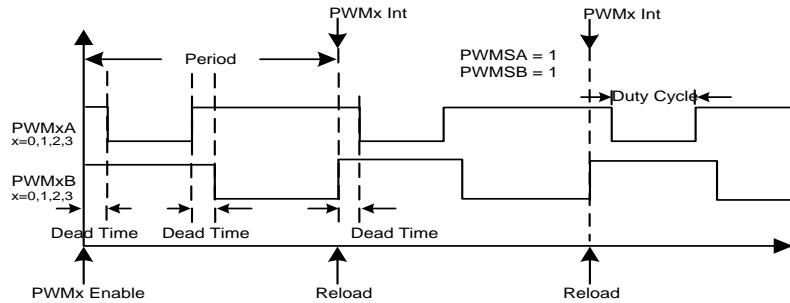 PWMx Int
PWMx Int
Period
PWMSA = 1
PWMSB = 1
Duty Cycle
PWMxA
x=0,1,2,3
PWMxB
x=0,1,2,3
Dead Time
Dead Time
Dead Time
PWMx Enable
Reload
Reload